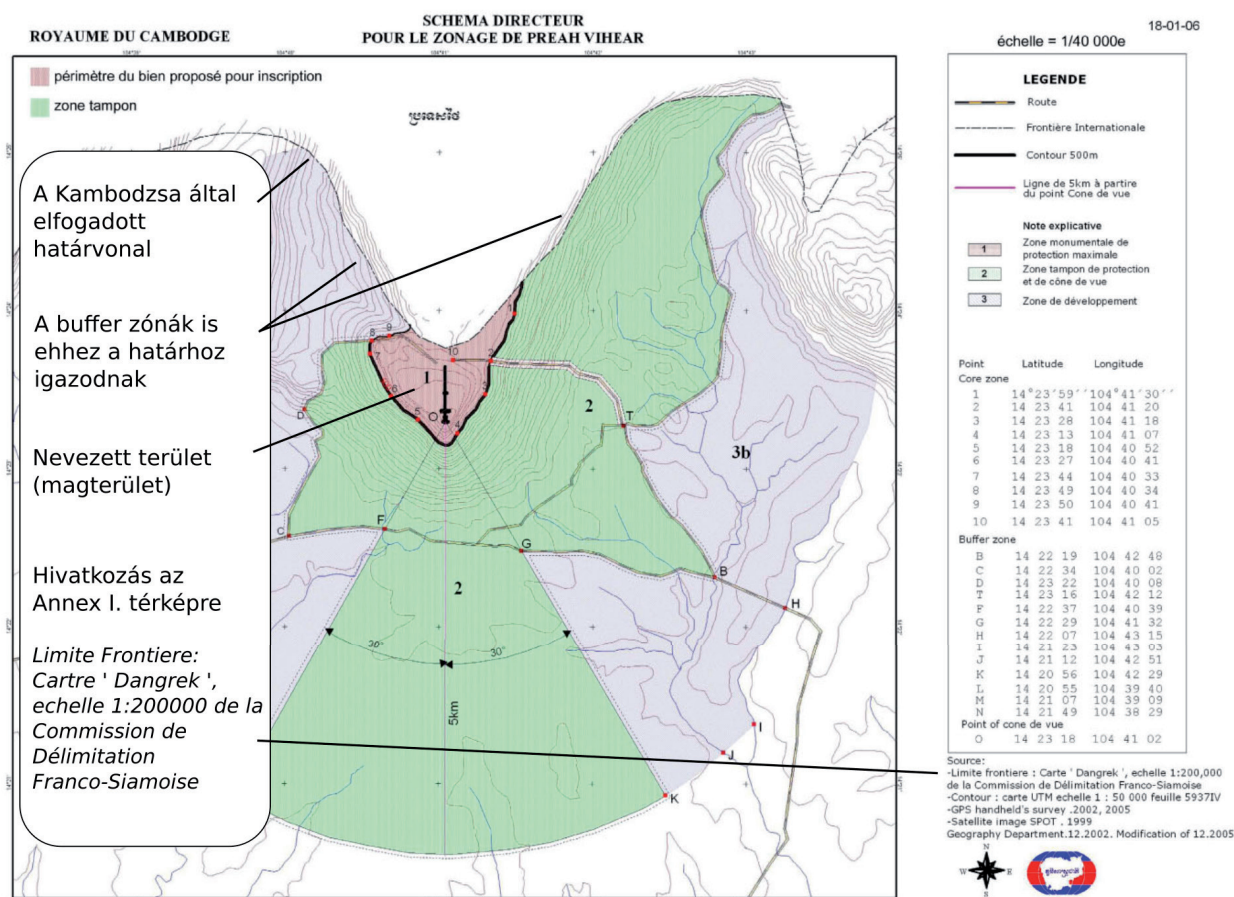 ROYAUME DU CAMBODGE
SCHEMA DIRECTEUR
POUR LE ZONAGE DE PREAH VIHEAR
18-01-06
échelle = 1/40 000e
périmètre du bien proposé pour inscription
zone tampon
ប្រទេសថៃ
A Kambodzsa által
elfogadott
határvonal
A buffer zónák is
ehhez a határhoz
igazodnak
Nevezett terület
(magterület)
Hivatkozás az
Annex I. térképre
Limite Frontiere:
Cartre ' Dangrek ',
echelle 1:200000 de la
Commission de
Délimitation
Franco-Siamoise
1
2
3
4
5
6
7
8
9
10
1
O
D
C
F
G
T
B
H
I
J
K
2
2
3b
30°
30°
5km
LEGENDE
Route
Frontière Internationale
Contour 500m
Ligne de 5km à partire
du point Cone de vue
Note explicative
1 Zone monumentale de
protection maximale
2 Zone tampon de protection
et de cône de vue
3 Zone de développement
Point Latitude Longitude
Core zone
1 14°23´59´´ 104°41´30´´
2 14 23 41 104 41 20
3 14 23 28 104 41 18
4 14 23 13 104 41 07
5 14 23 18 104 40 52
6 14 23 27 104 40 41
7 14 23 44 104 40 33
8 14 23 49 104 40 34
9 14 23 50 104 40 41
10 14 23 41 104 41 05
Buffer zone
B 14 22 19 104 42 48
C 14 22 34 104 40 02
D 14 23 22 104 40 08
T 14 23 16 104 42 12
F 14 22 37 104 40 39
G 14 22 29 104 41 32
H 14 22 07 104 43 15
I 14 21 23 104 43 03
J 14 21 12 104 42 51
K 14 20 56 104 42 29
L 14 20 55 104 39 40
M 14 21 07 104 39 09
N 14 21 49 104 38 29
Point of cone de vue
O 14 23 18 104 41 02
Source:
-Limite frontiere : Carte ' Dangrek ', echelle 1:200,000
de la Commission de Délimitation Franco-Siamoise
-Contour : carte UTM echelle 1 : 50 000 feuille 5937IV
-GPS handheld's survey .2002, 2005
-Satellite image SPOT . 1999
Geography Department.12.2002. Modification of 12.2005
N
W
E
S